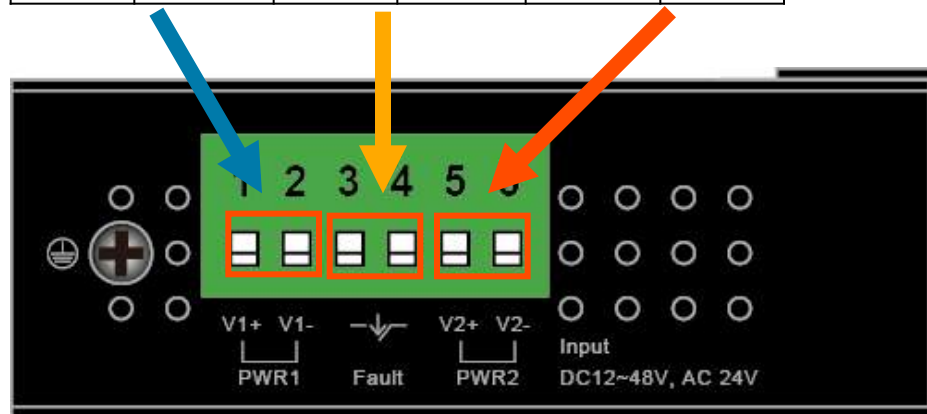 1 2 3 4 5 6
V1+ V1- V2+ V2-
PWR1 Fault PWR2
Input
DC12~48V, AC 24V